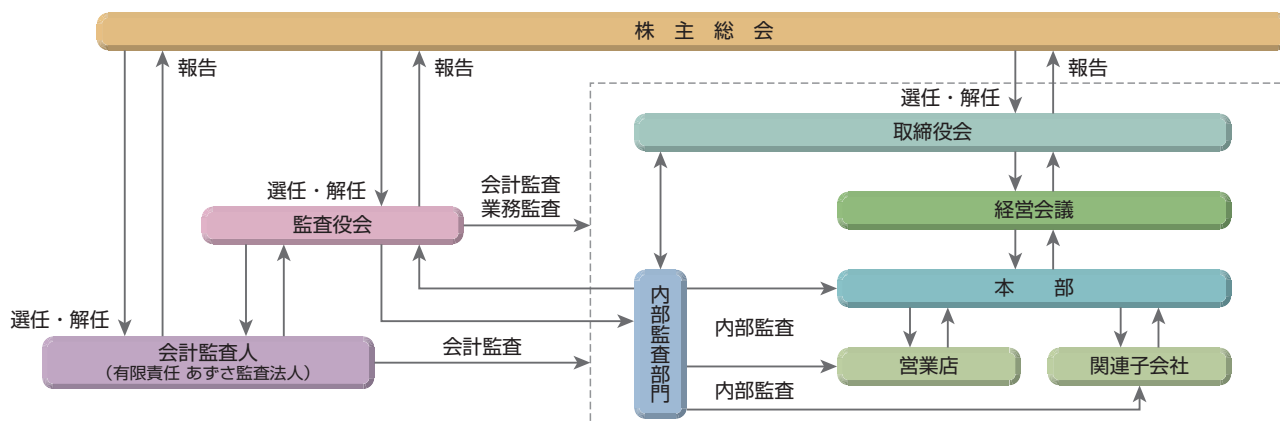 株 主 総 会
報告
報告
報告
選任・解任
取締役会
選任・解任
会計監査
業務監査
監査役会
経営会議
本 部
内部監査部門
選任・解任
会計監査人
(有限責任 あずさ監査法人)
会計監査
内部監査
営業店
関連子会社
内部監査